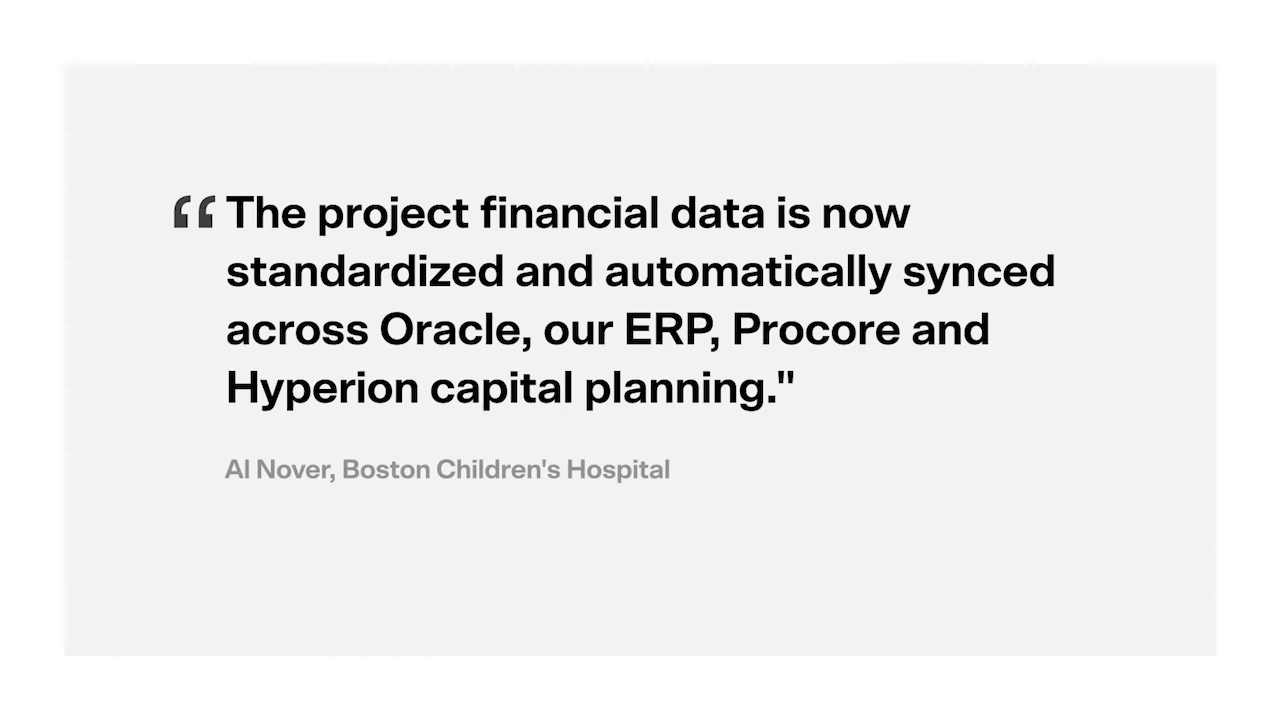 “The project financial data is now
standardized and automatically synced
across Oracle, our ERP, Procore and
Hyperion capital planning."
Al Nover, Boston Children's Hospital